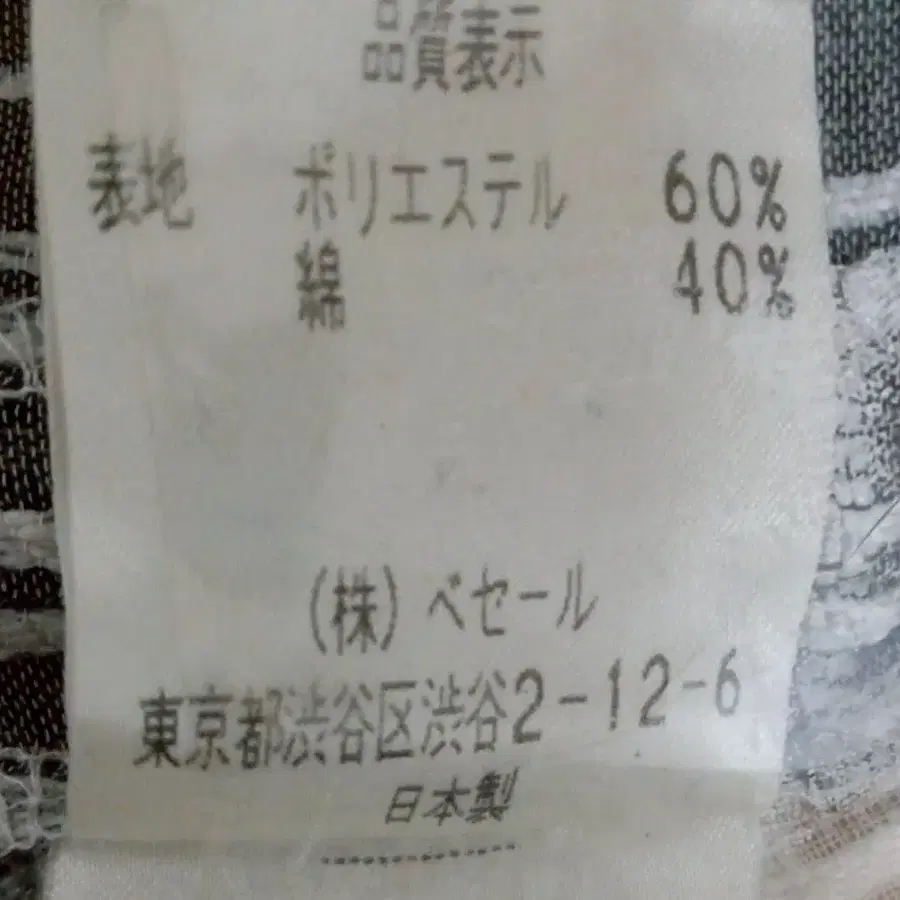 品質表示
表地 ポリエステル 60%
綿 40%
(株) ベセール
東京都渋谷区渋谷2-12-6
日本製